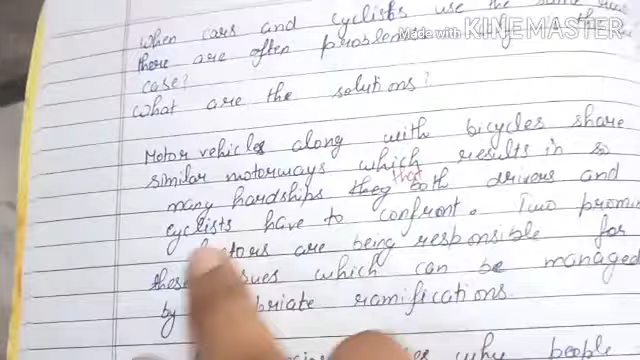 When cars and cyclists use the same
there are often problems
case?
What are the solutions?
Motor vehicles along with bicycles share
similar motorways which results in so
many hardships they that both drivers and
cyclists have to confront. Two promi
are being responsible for
these which can be managed
by ramifications.
why people
Made with KINEMASTER